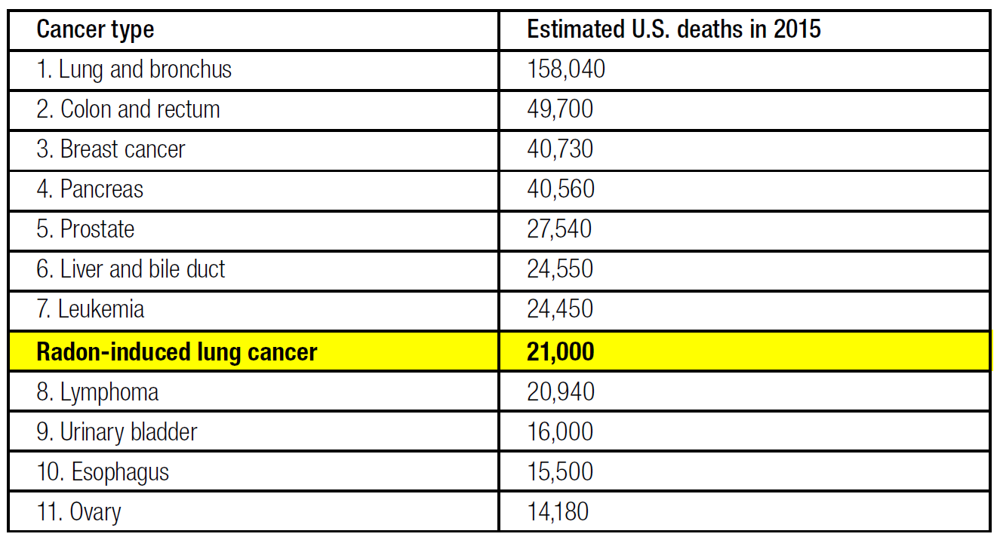 Cancer type Estimated U.S. deaths in 2015
1. Lung and bronchus 158,040
2. Colon and rectum 49,700
3. Breast cancer 40,730
4. Pancreas 40,560
5. Prostate 27,540
6. Liver and bile duct 24,550
7. Leukemia 24,450
Radon-induced lung cancer 21,000
8. Lymphoma 20,940
9. Urinary bladder 16,000
10. Esophagus 15,500
11. Ovary 14,180